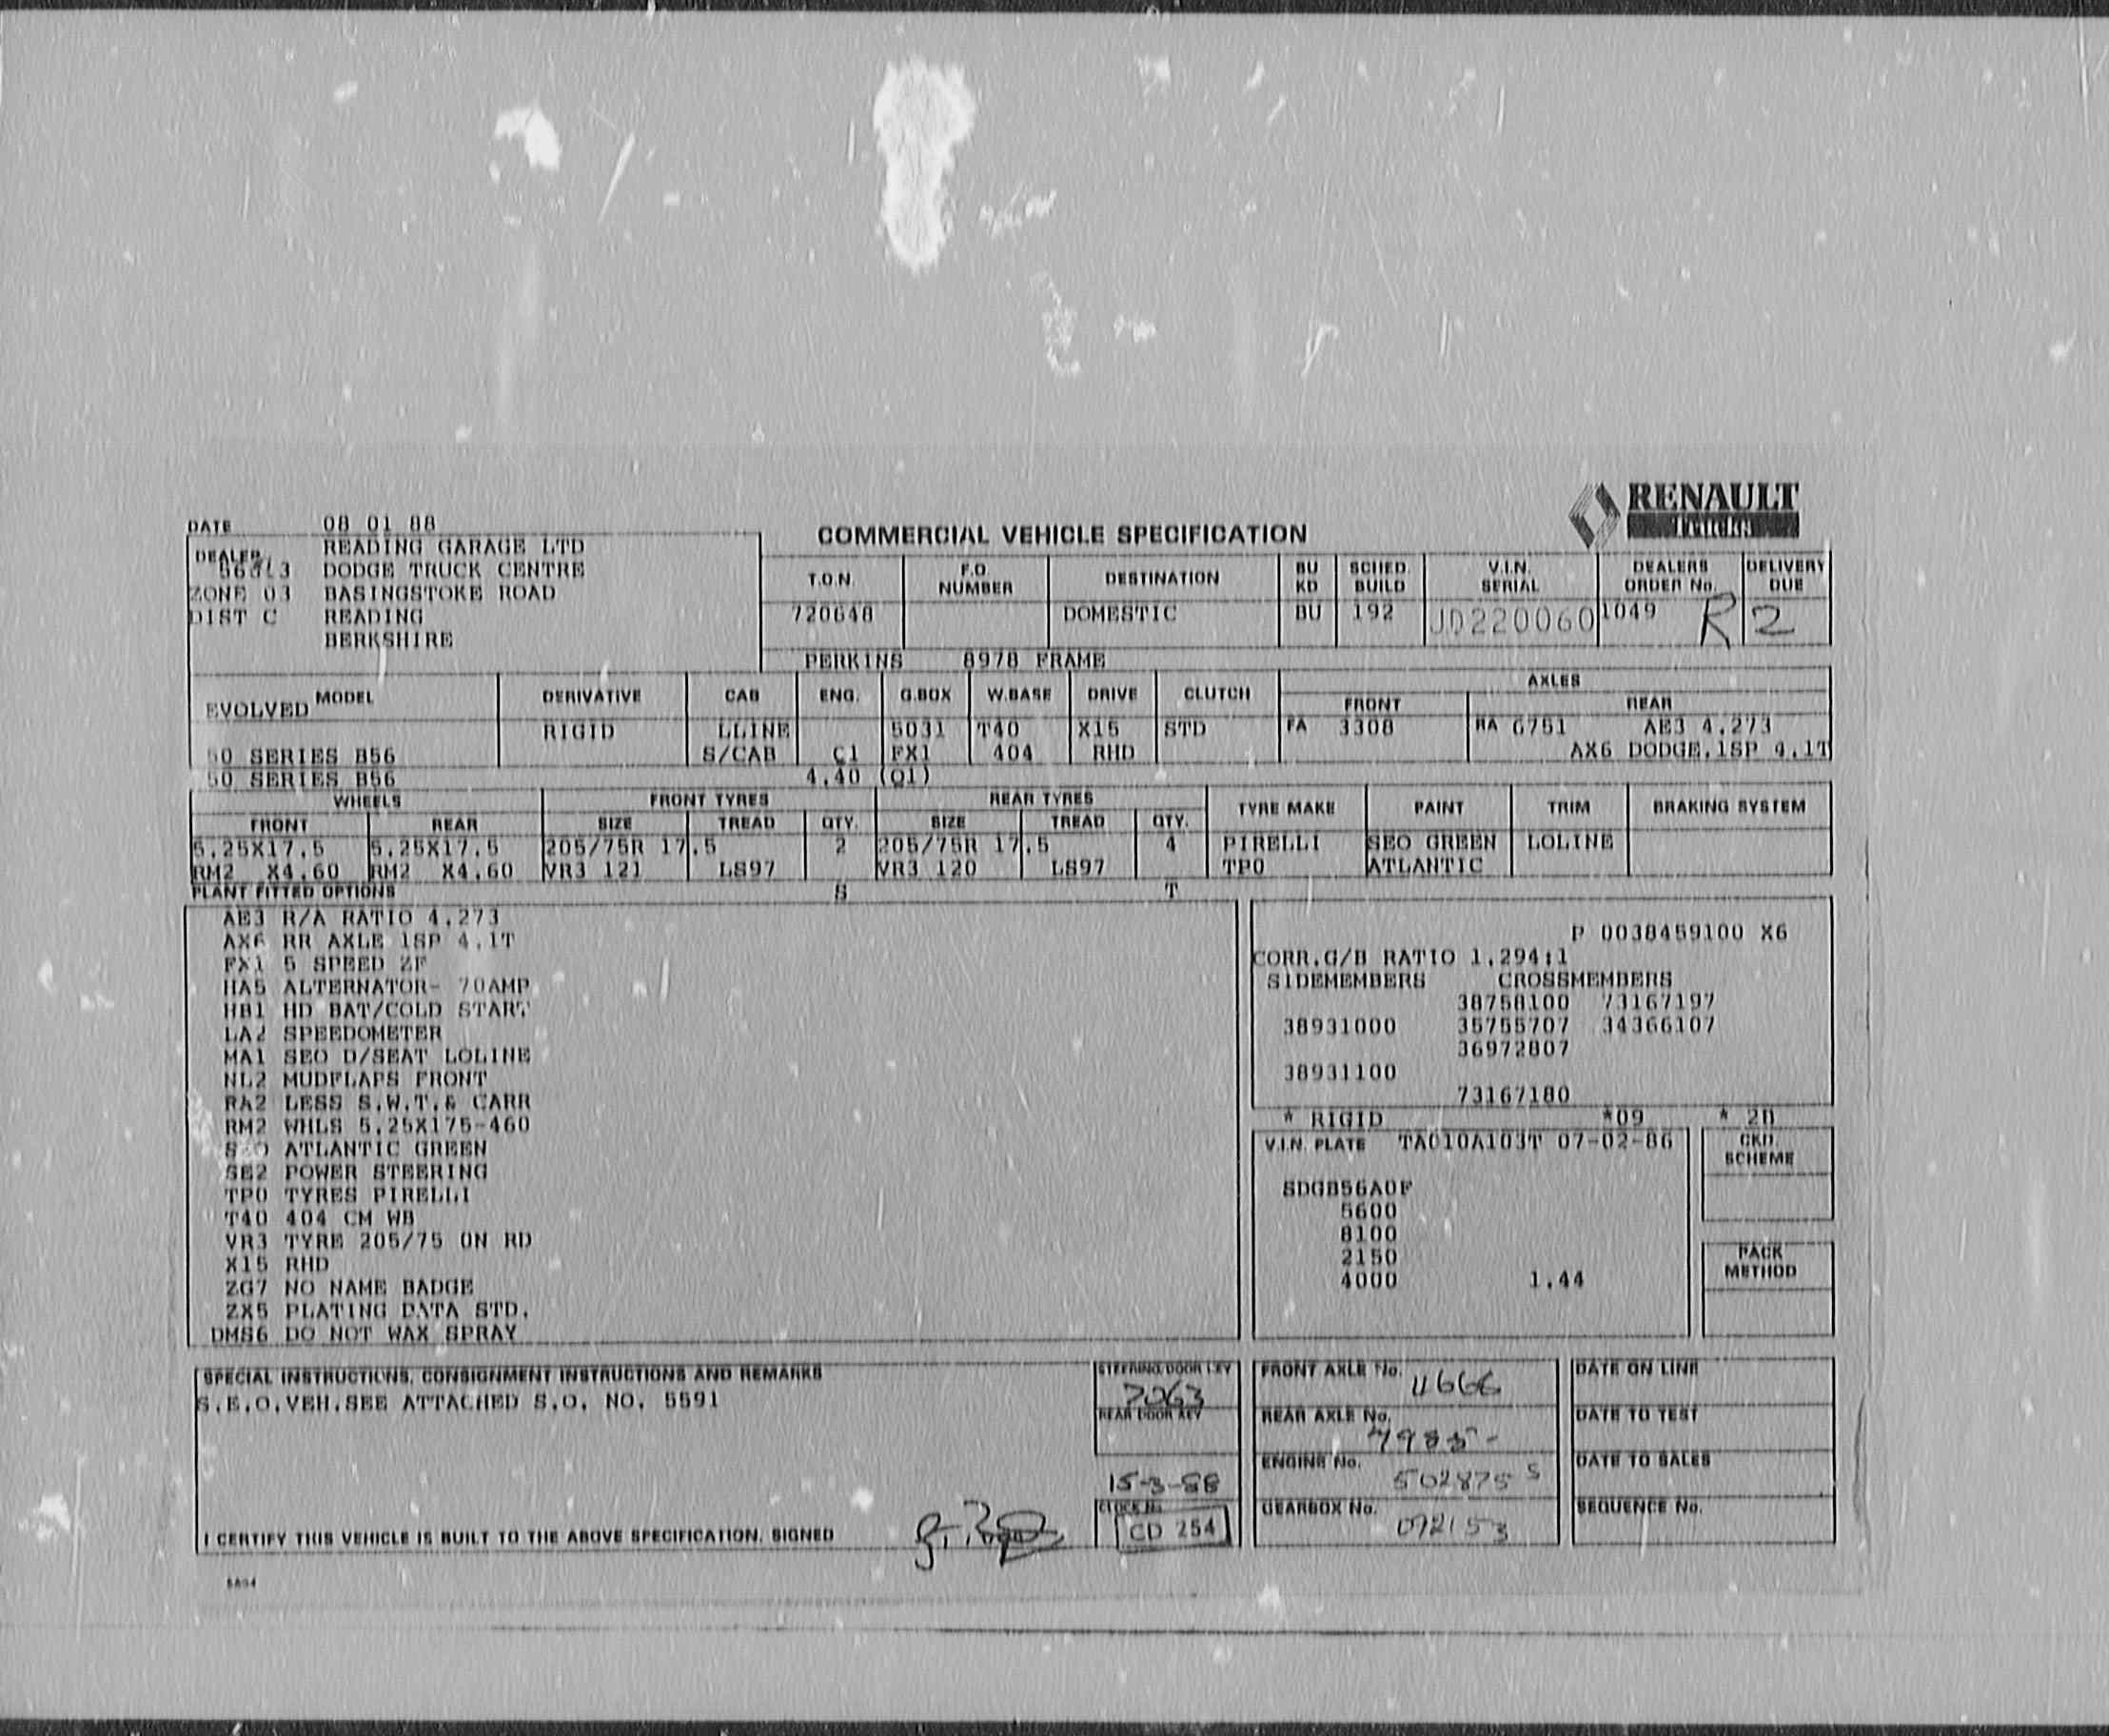 RENAULT
Trucks
DATE 08 01 88
COMMERCIAL VEHICLE SPECIFICATION
DEALER READING GARAGE LTD
DODGE TRUCK CENTRE
ZONE 03 BASINGSTOKE ROAD
DIST C READING
BERKSHIRE
T.O.N. F.O. NUMBER DESTINATION BU KD SCHED. BUILD V.I.N. SERIAL DEALERS ORDER No. DELIVERY DUE
720648 DOMESTIC BU 192 JD220060 1049 R 2
PERKINS 8978 FRAME
MODEL DERIVATIVE CAB ENG. G.BOX W.BASE DRIVE CLUTCH AXLES
EVOLVED FRONT REAR
RIGID LLINE 5031 T40 X15 STD FA 3308 RA 6751 AE3 4.273
50 SERIES B56 S/CAB C1 FX1 404 RHD AX6 DODGE.1SP 4.1T
50 SERIES B56 4.40 (Q1)
WHEELS FRONT TYRES REAR TYRES TYRE MAKE PAINT TRIM BRAKING SYSTEM
FRONT REAR SIZE TREAD QTY. SIZE TREAD QTY.
5.25X17.5 5.25X17.5 205/75R 17.5 2 205/75R 17.5 4 PIRELLI SEO GREEN LOLINE
RM2 X4.60 RM2 X4.60 VR3 121 LS97 VR3 120 LS97 TP0 ATLANTIC
PLANT FITTED OPTIONS S T
AE3 R/A RATIO 4.273
AX6 RR AXLE 1SP 4.1T
FX1 5 SPEED ZF
HA5 ALTERNATOR- 70AMP
HB1 HD BAT/COLD START
LA2 SPEEDOMETER
MA1 SEO D/SEAT LOLINE
NL2 MUDFLAPS FRONT
RA2 LESS S.W.T.& CARR
RM2 WHLS 5.25X175-460
ATLANTIC GREEN
SE2 POWER STEERING
TP0 TYRES PIRELLI
T40 404 CM WB
VR3 TYRE 205/75 ON RD
X15 RHD
ZG7 NO NAME BADGE
ZX5 PLATING DATA STD.
DMS6 DO NOT WAX SPRAY
P 0038459100 X6
CORR.G/B RATIO 1.294:1
SIDEMEMBERS CROSSMEMBERS
38758100 73167197
38931000 35755707 34366107
36972807
38931100
73167180
* RIGID *09 * 2D
V.I.N. PLATE TA010A103T 07-02-86
CKD. SCHEME
SDGB56A0F
5600
8100
2150
4000 1.44
PACK METHOD
SPECIAL INSTRUCTIONS, CONSIGNMENT INSTRUCTIONS AND REMARKS
S.E.O.VEH.SEE ATTACHED S.O. NO. 5591
STEERING/DOOR KEY
2063
REAR DOOR KEY
15-3-88
CLOCK No.
CD 254
FRONT AXLE No. 4666
REAR AXLE No. 7985-
ENGINE No. 502875 S
GEARBOX No. 092153
DATE ON LINE
DATE TO TEST
DATE TO SALES
SEQUENCE No.
I CERTIFY THIS VEHICLE IS BUILT TO THE ABOVE SPECIFICATION. SIGNED